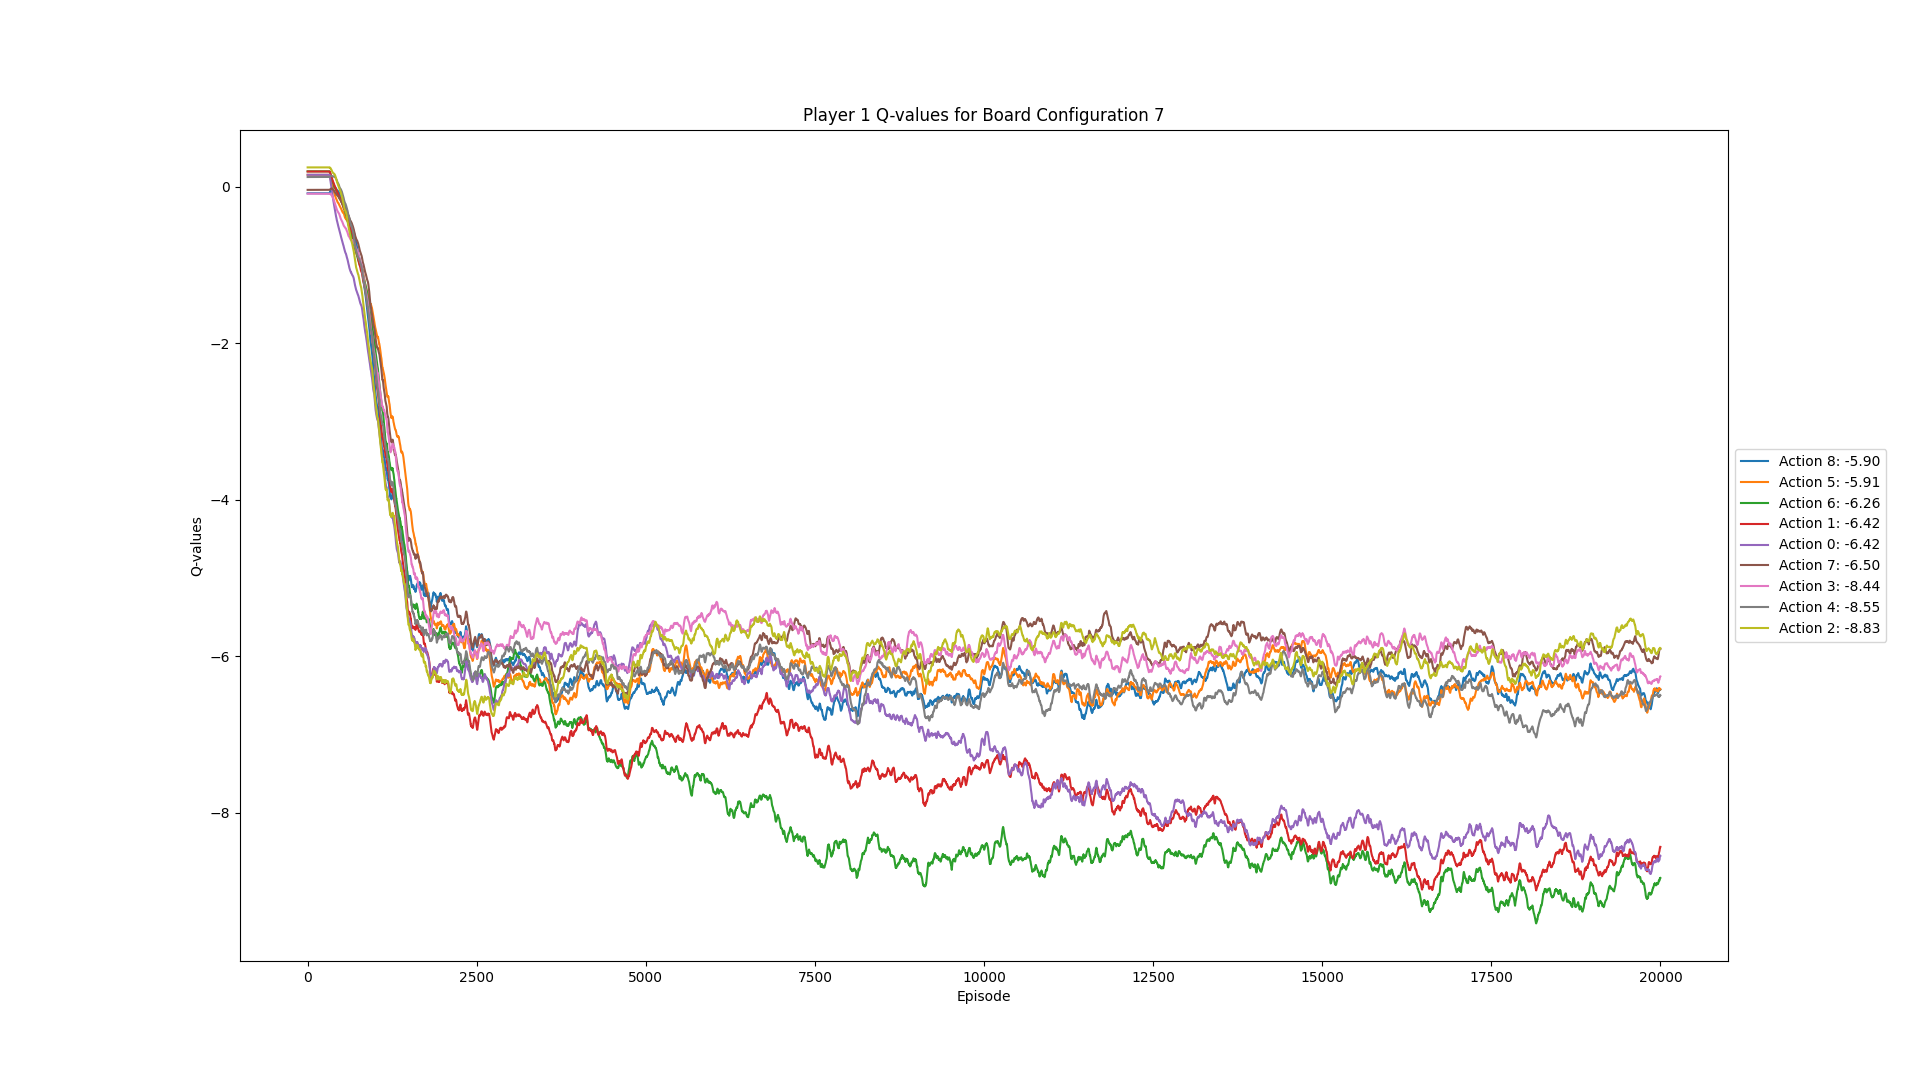 Player 1 Q-values for Board Configuration 7
0
−2
−4
−6
−8
Q-values
0
2500
5000
7500
10000
12500
15000
17500
20000
Episode
Action 8: -5.90
Action 5: -5.91
Action 6: -6.26
Action 1: -6.42
Action 0: -6.42
Action 7: -6.50
Action 3: -8.44
Action 4: -8.55
Action 2: -8.83